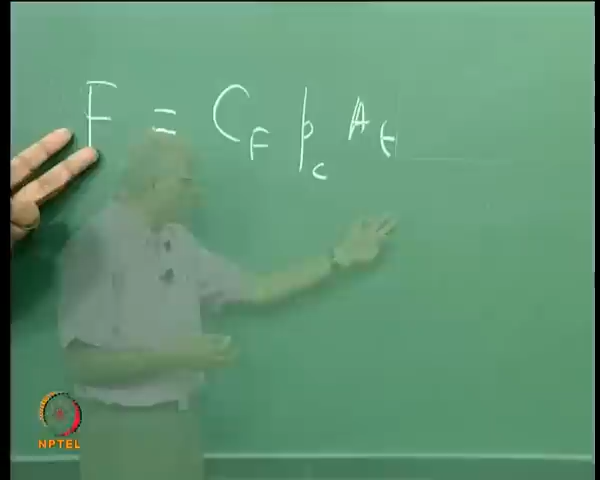 F = C_F p_c A_t
NPTEL